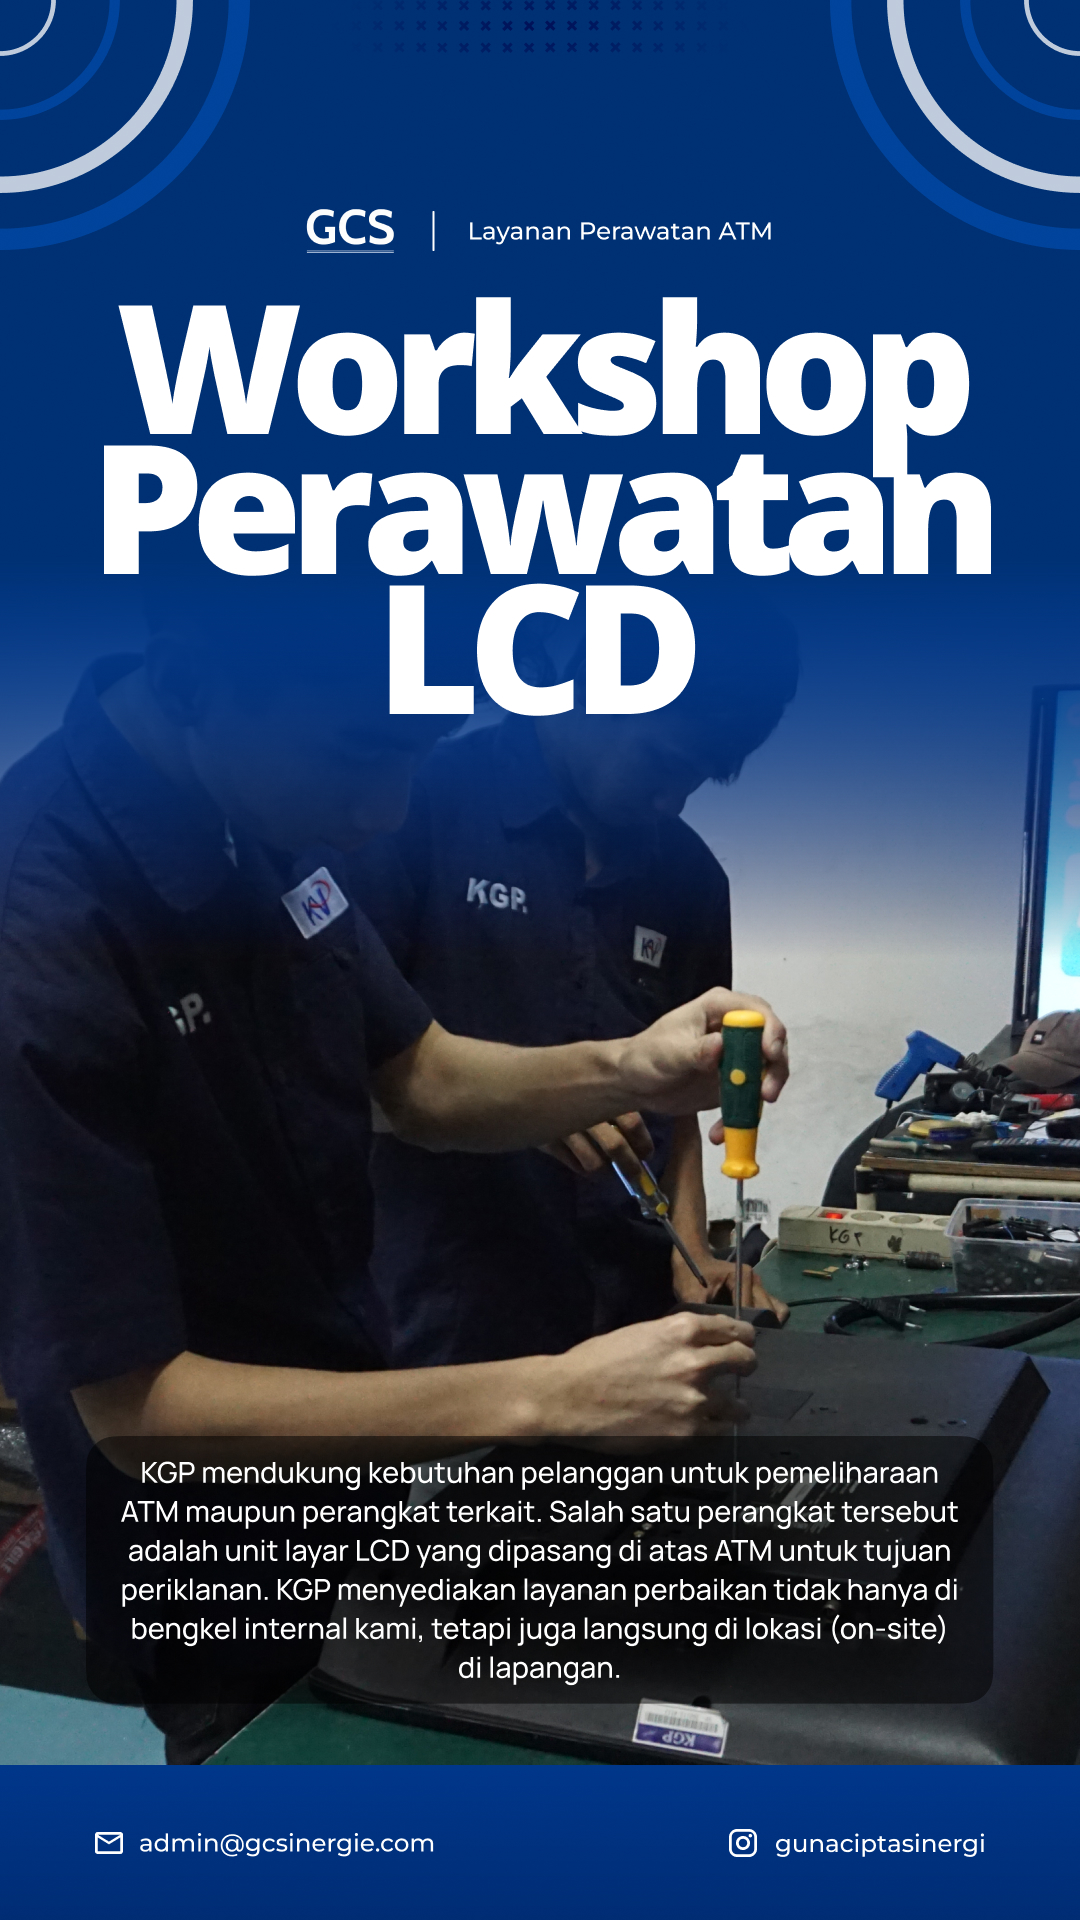 GCS
Layanan Perawatan ATM
Workshop
Perawatan
LCD
KGP.
GP.
KGP
KGP mendukung kebutuhan pelanggan untuk pemeliharaan
ATM maupun perangkat terkait. Salah satu perangkat tersebut
adalah unit layar LCD yang dipasang di atas ATM untuk tujuan
periklanan. KGP menyediakan layanan perbaikan tidak hanya di
bengkel internal kami, tetapi juga langsung di lokasi (on-site)
di lapangan.
KGP
admin@gcsinergie.com
gunaciptasinergi